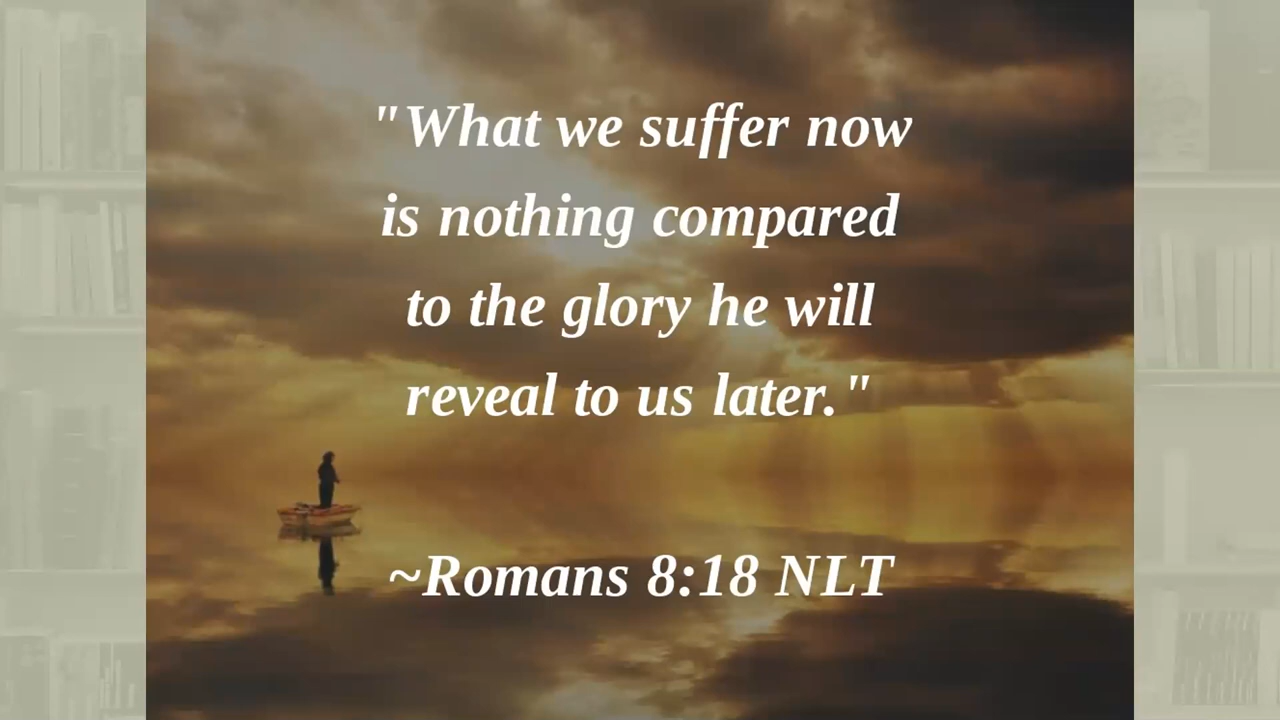 "What we suffer now
is nothing compared
to the glory he will
reveal to us later."
~Romans 8:18 NLT